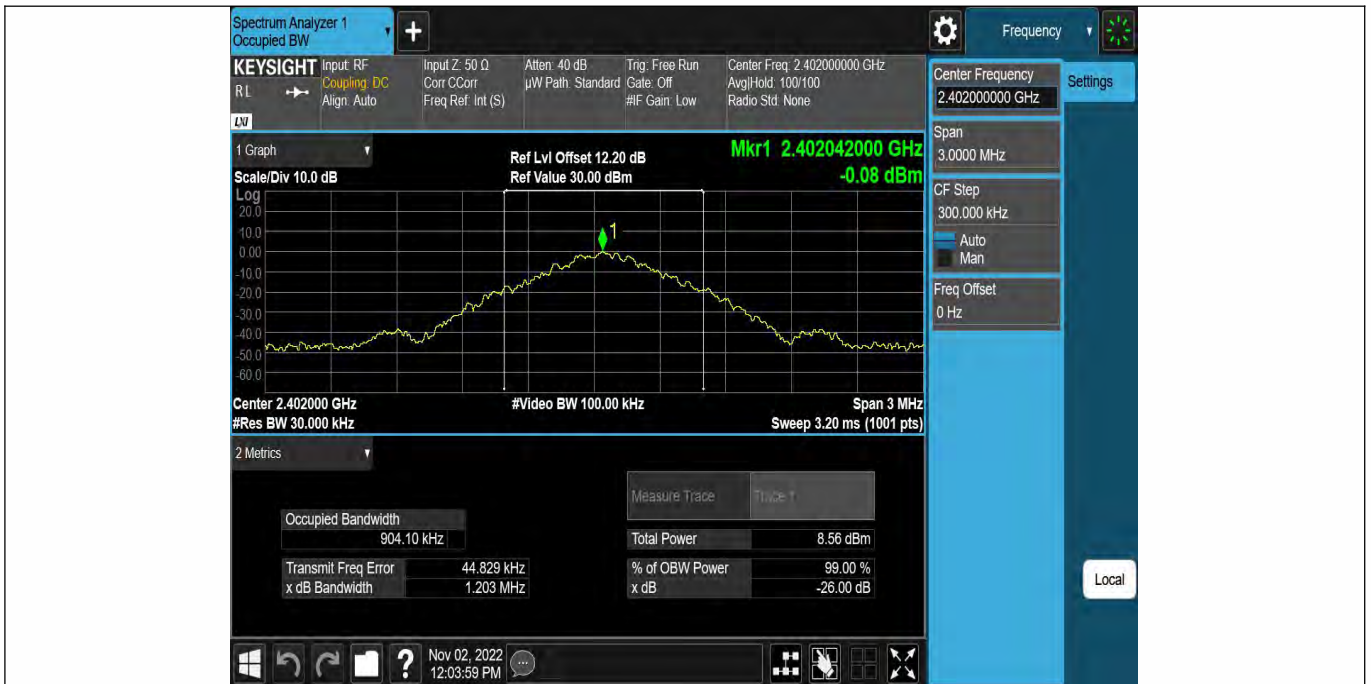 Spectrum Analyzer 1
Occupied BW
+
Frequency
KEYSIGHT
R L
LXI
Input: RF
Coupling: DC
Align: Auto
Input Z: 50 Ω
Corr CCorr
Freq Ref: Int (S)
Atten: 40 dB
µW Path: Standard
Trig: Free Run
Gate: Off
#IF Gain: Low
Center Freq: 2.402000000 GHz
Avg|Hold: 100/100
Radio Std: None
Center Frequency
2.402000000 GHz
Settings
Span
3.0000 MHz
CF Step
300.000 kHz
Auto
Man
Freq Offset
0 Hz
Local
1 Graph
Scale/Div 10.0 dB
Ref Lvl Offset 12.20 dB
Ref Value 30.00 dBm
Mkr1 2.402042000 GHz
-0.08 dBm
Log
20.0
10.0
0.00
-10.0
-20.0
-30.0
-40.0
-50.0
-60.0
1
Center 2.402000 GHz
#Res BW 30.000 kHz
#Video BW 100.00 kHz
Span 3 MHz
Sweep 3.20 ms (1001 pts)
2 Metrics
Measure Trace
Trace 1
Occupied Bandwidth
904.10 kHz
Total Power 8.56 dBm
Transmit Freq Error 44.829 kHz
% of OBW Power 99.00 %
x dB Bandwidth 1.203 MHz
x dB -26.00 dB
?
Nov 02, 2022
12:03:59 PM